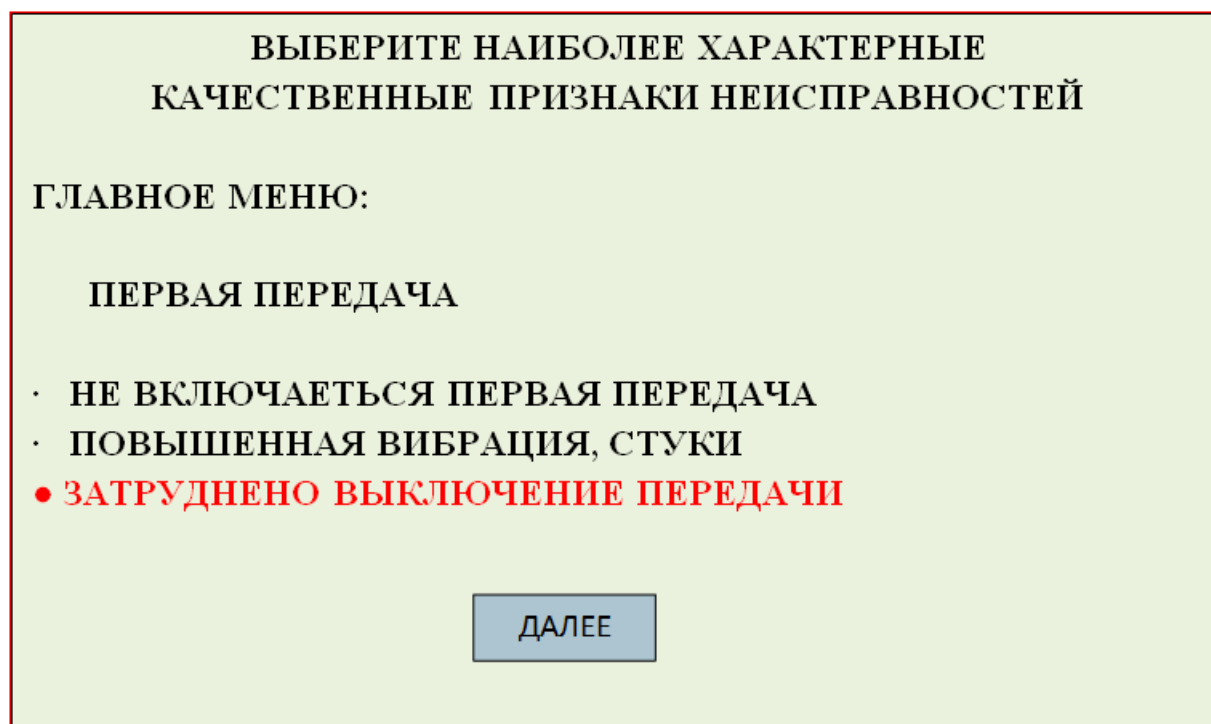 ВЫБЕРИТЕ НАИБОЛЕЕ ХАРАКТЕРНЫЕ
КАЧЕСТВЕННЫЕ ПРИЗНАКИ НЕИСПРАВНОСТЕЙ
ГЛАВНОЕ МЕНЮ:
ПЕРВАЯ ПЕРЕДАЧА
· НЕ ВКЛЮЧАЕТЬСЯ ПЕРВАЯ ПЕРЕДАЧА
· ПОВЫШЕННАЯ ВИБРАЦИЯ, СТУКИ
● ЗАТРУДНЕНО ВЫКЛЮЧЕНИЕ ПЕРЕДАЧИ
ДАЛЕЕ